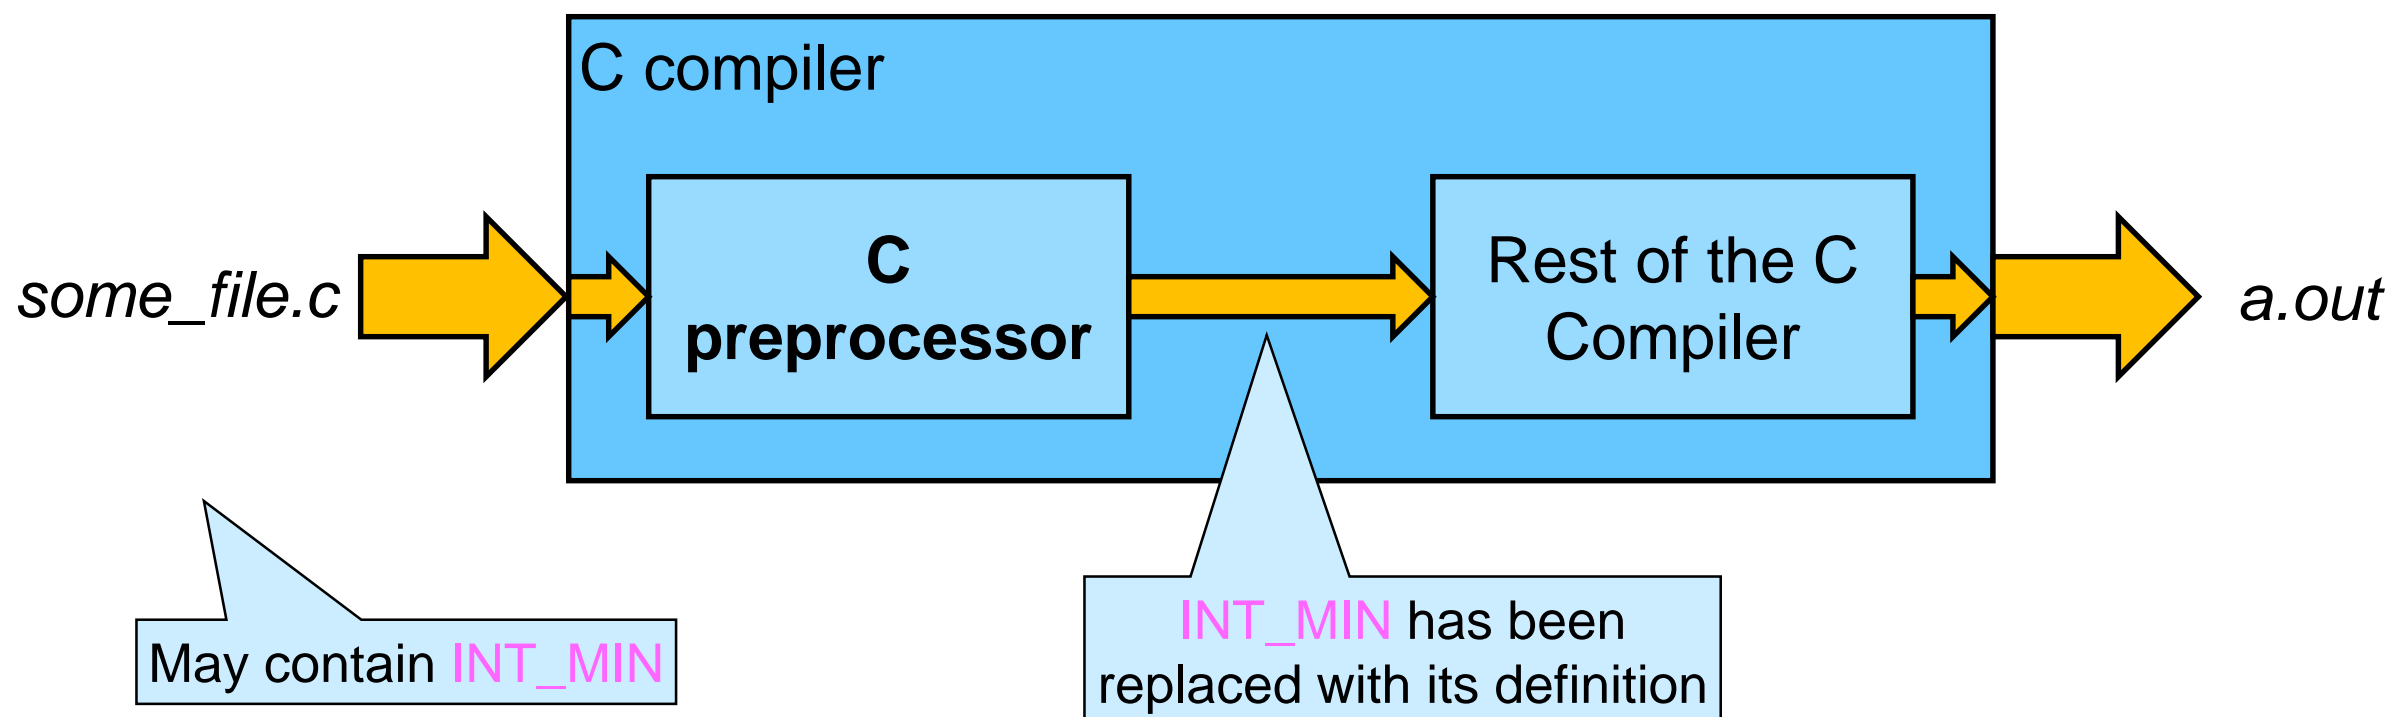 C compiler
some_file.c
C
preprocessor
Rest of the C
Compiler
a.out
May contain INT_MIN
INT_MIN has been
replaced with its definition